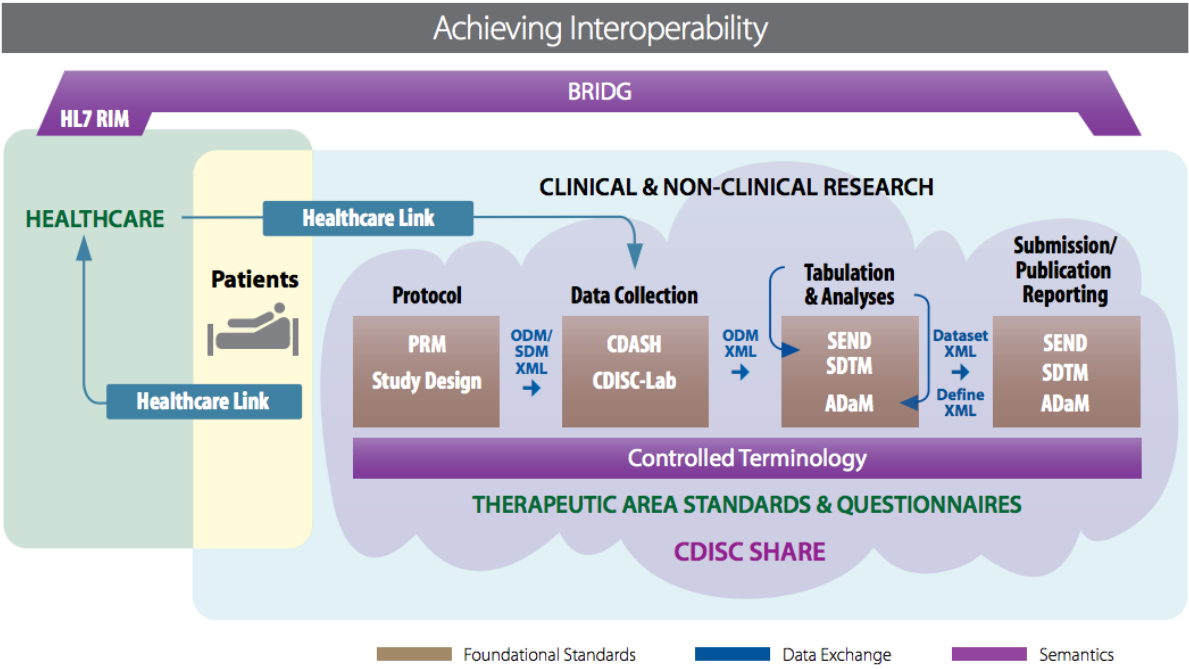 Achieving Interoperability
BRIDG
HL7 RIM
CLINICAL & NON-CLINICAL RESEARCH
HEALTHCARE
Healthcare Link
Patients
Healthcare Link
Protocol
PRM
Study Design
ODM/
SDM
XML
Data Collection
CDASH
CDISC-Lab
ODM
XML
Tabulation
& Analyses
SEND
SDTM
ADaM
Dataset
XML
Define
XML
Submission/
Publication
Reporting
SEND
SDTM
ADaM
Controlled Terminology
THERAPEUTIC AREA STANDARDS & QUESTIONNAIRES
CDISC SHARE
Foundational Standards
Data Exchange
Semantics